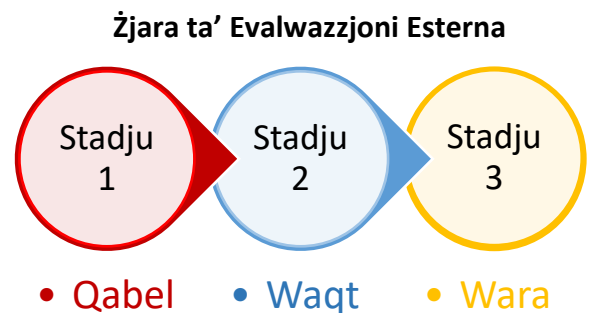 Żjara ta’ Evalwazzjoni Esterna
Stadju
1
Stadju
2
Stadju
3
• Qabel
• Waqt
• Wara